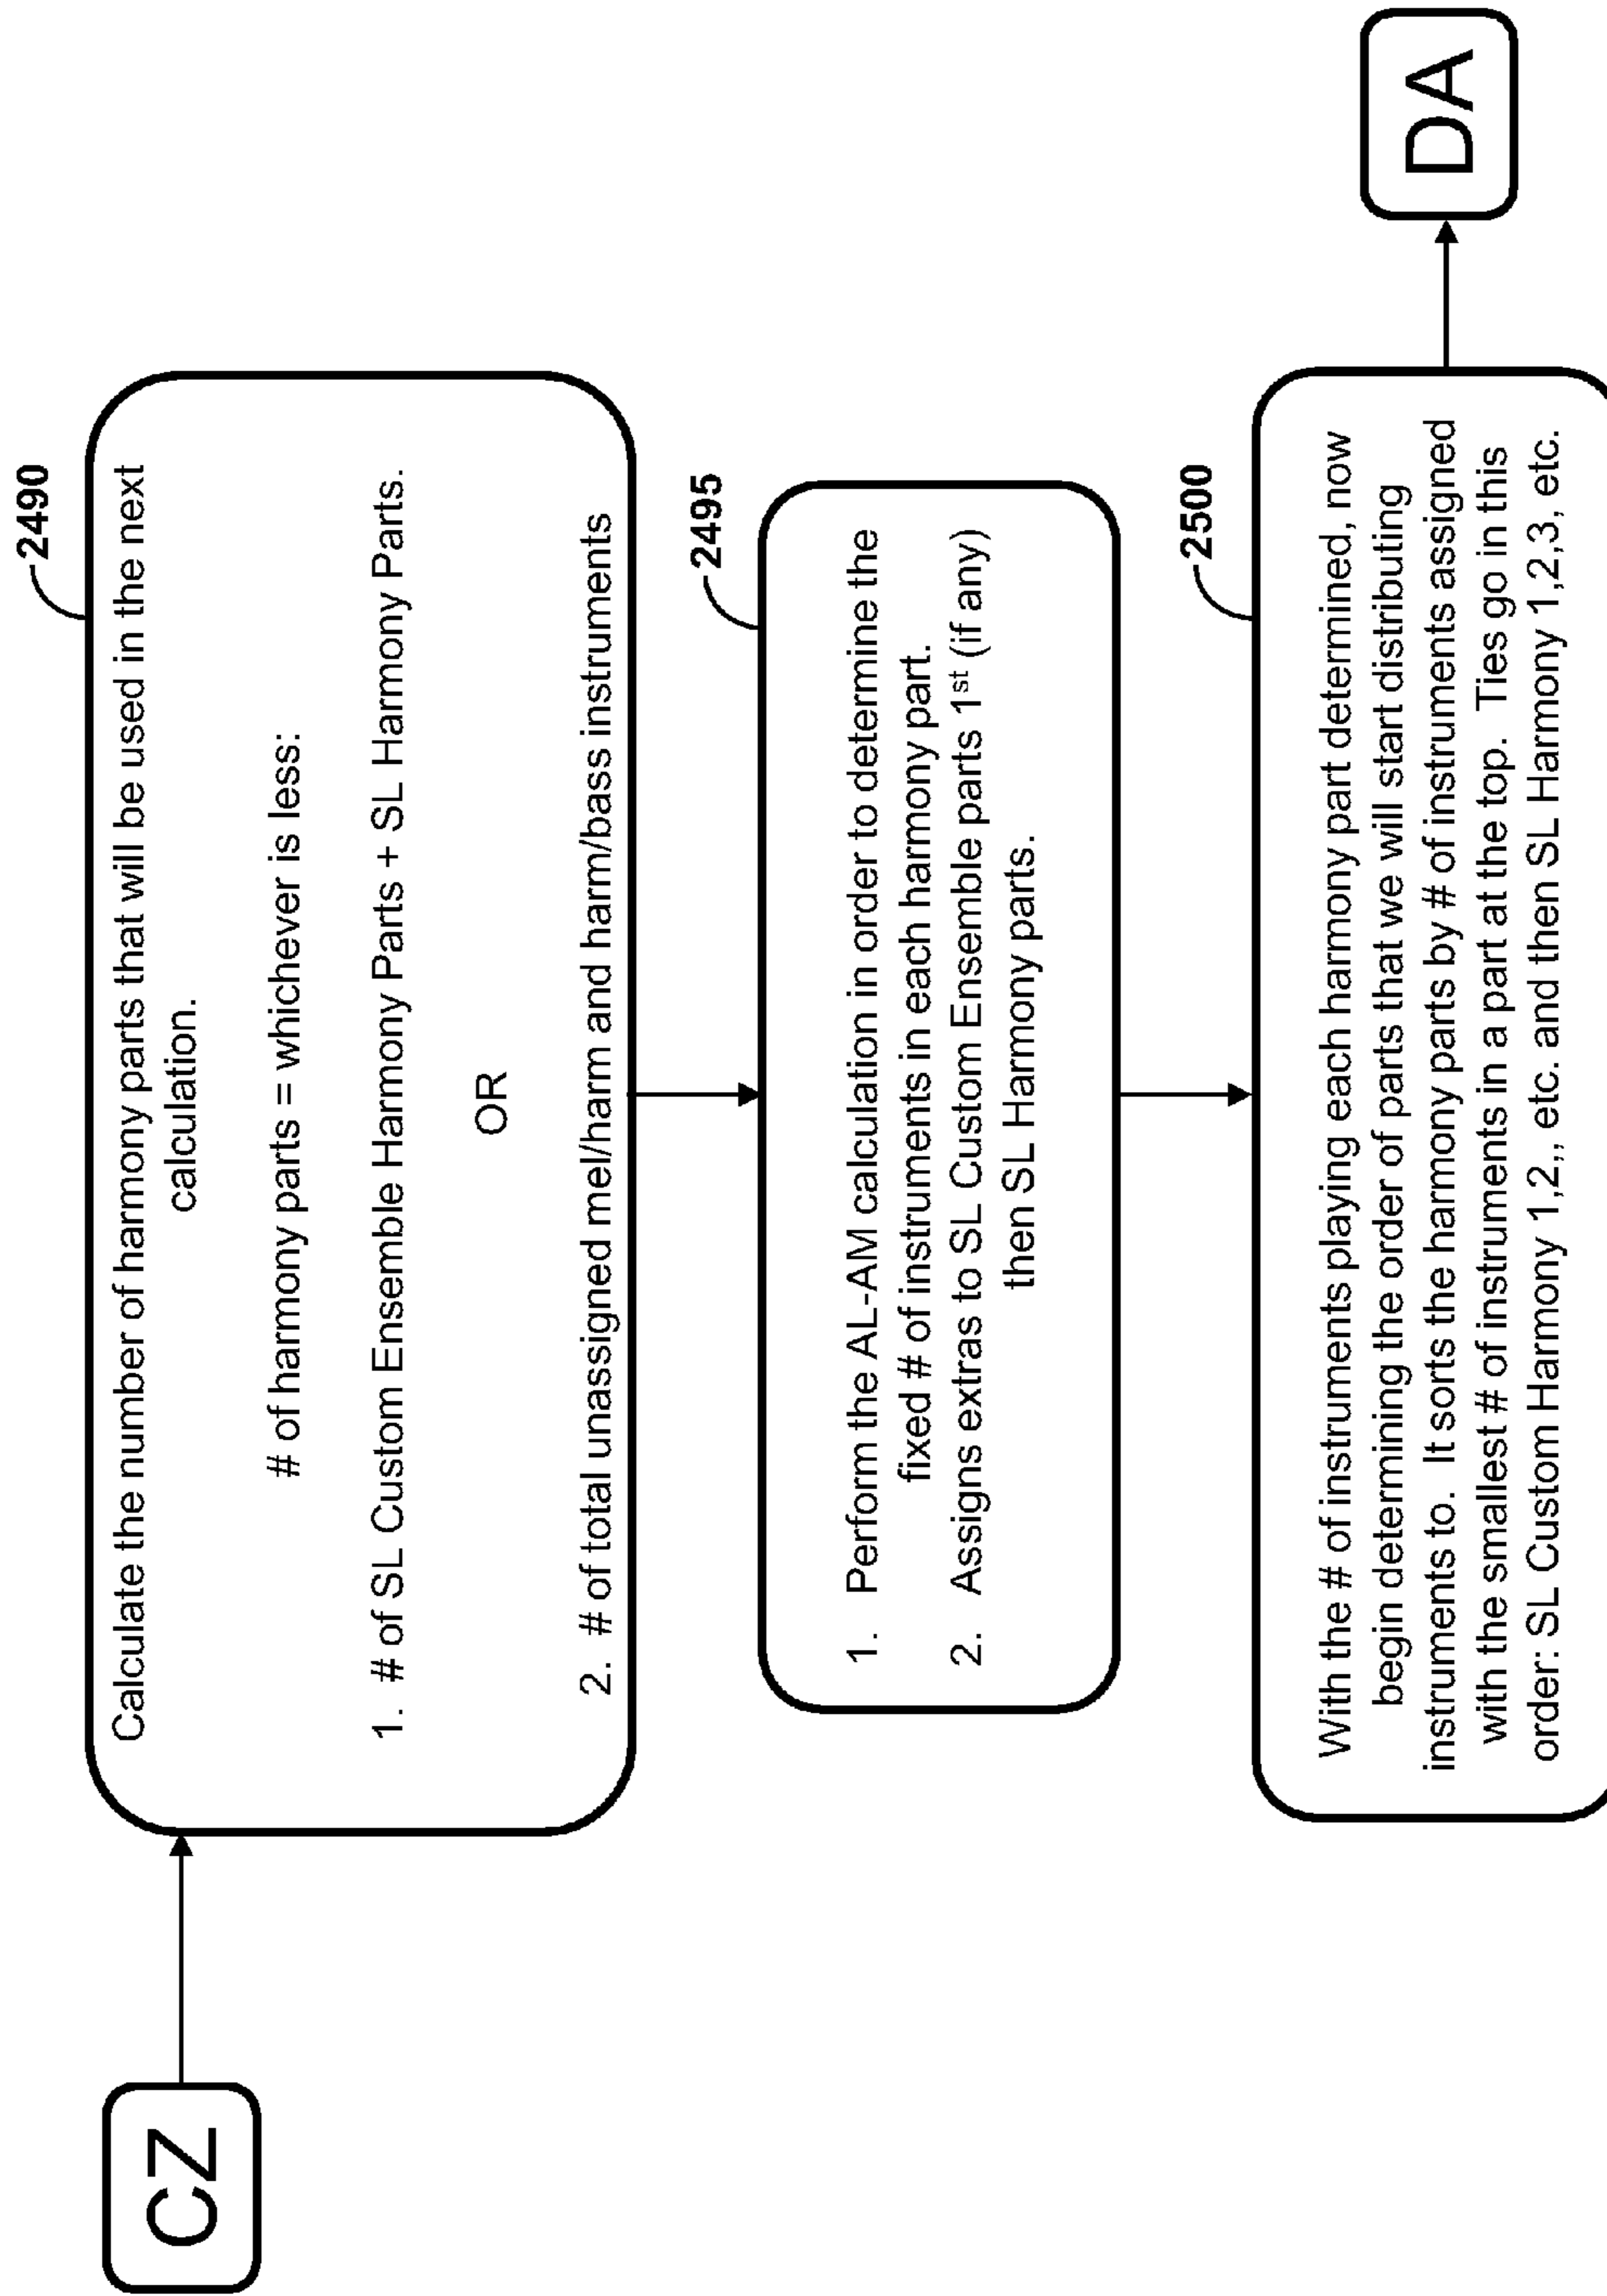 CZ
2490
Calculate the number of harmony parts that will be used in the next
calculation.
# of harmony parts = whichever is less:
1. # of SL Custom Ensemble Harmony Parts + SL Harmony Parts.
OR
2. # of total unassigned mel/harm and harm/bass instruments
2495
1. Perform the AL-AM calculation in order to determine the
fixed # of instruments in each harmony part.
2. Assigns extras to SL Custom Ensemble parts 1st (if any)
then SL Harmony parts.
2500
With the # of instruments playing each harmony part determined, now
begin determining the order of parts that we will start distributing
instruments to. It sorts the harmony parts by # of instruments assigned
with the smallest # of instruments in a part at the top. Ties go in this
order: SL Custom Harmony 1,2,, etc. and then SL Harmony 1,2,3, etc.
DA